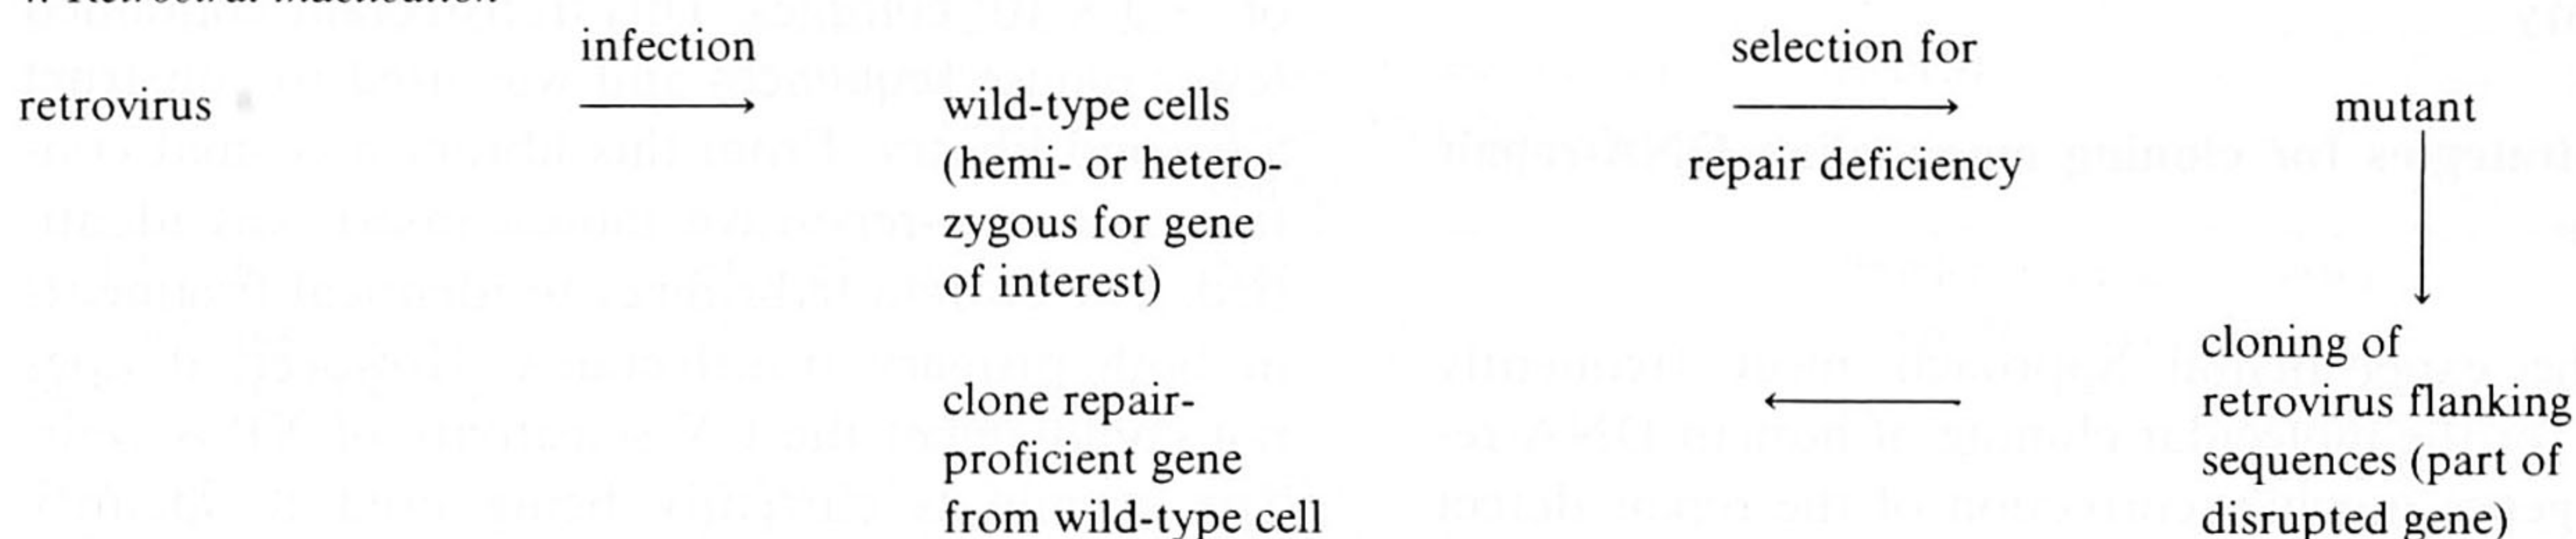 infection
selection for
retrovirus
wild-type cells
mutant
(hemi- or hetero-
repair deficiency
zygous for gene
of interest)
cloning of
clone repair-
retrovirus flanking
proficient gene
sequences (part of
from wild-type cell
disrupted gene)